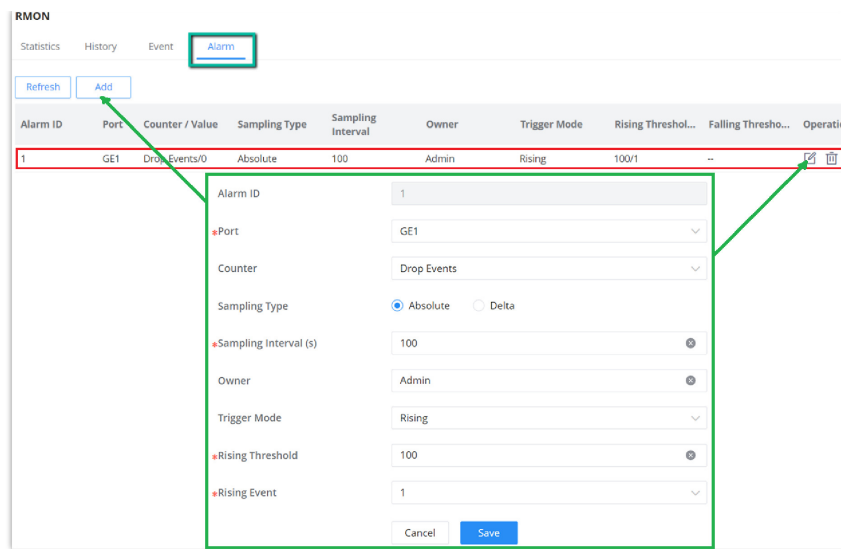 RMON
Statistics History Event Alarm
Refresh Add
Alarm ID Port Counter / Value Sampling Type Sampling Interval Owner Trigger Mode Rising Threshol... Falling Thresho... Operatio
1 GE1 Drop Events/0 Absolute 100 Admin Rising 100/1 --
Alarm ID 1
*Port GE1
Counter Drop Events
Sampling Type Absolute Delta
*Sampling Interval (s) 100
Owner Admin
Trigger Mode Rising
*Rising Threshold 100
*Rising Event 1
Cancel Save